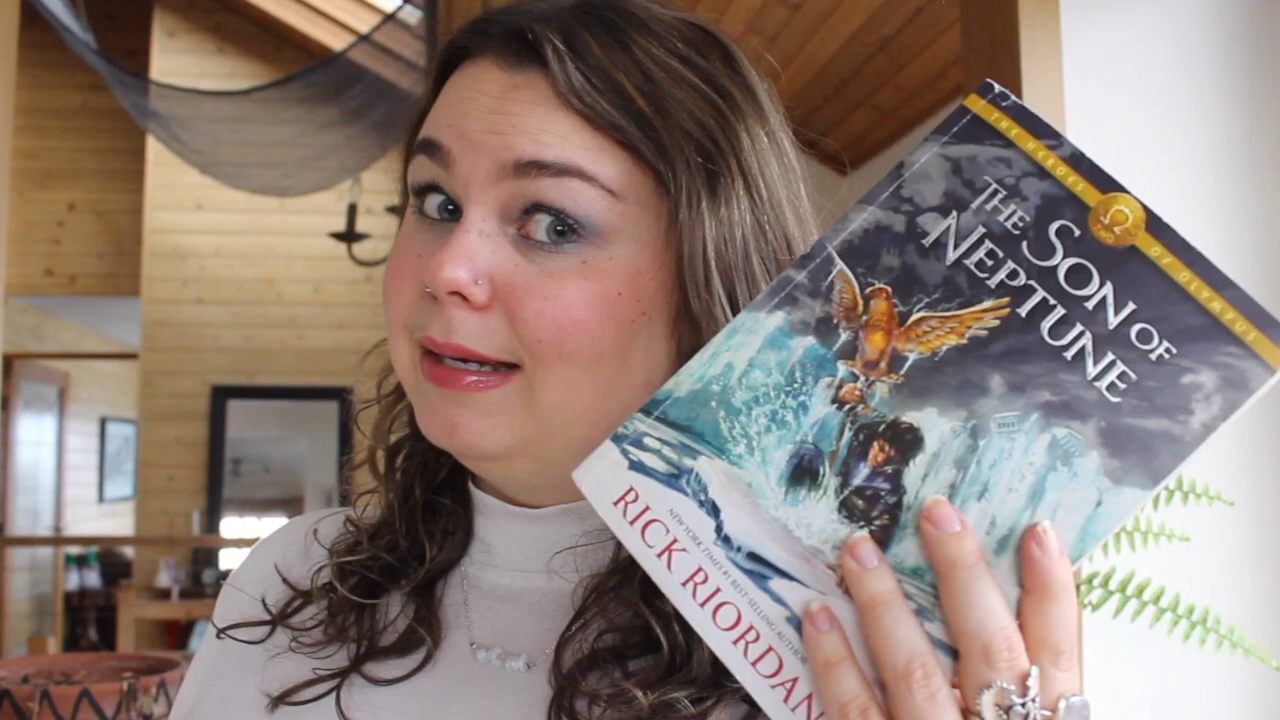 THE HEROES OF OLYMPUS
THE SON OF
NEPTUNE
NEW YORK TIMES #1 BEST-SELLING AUTHOR
RICK RIORDAN